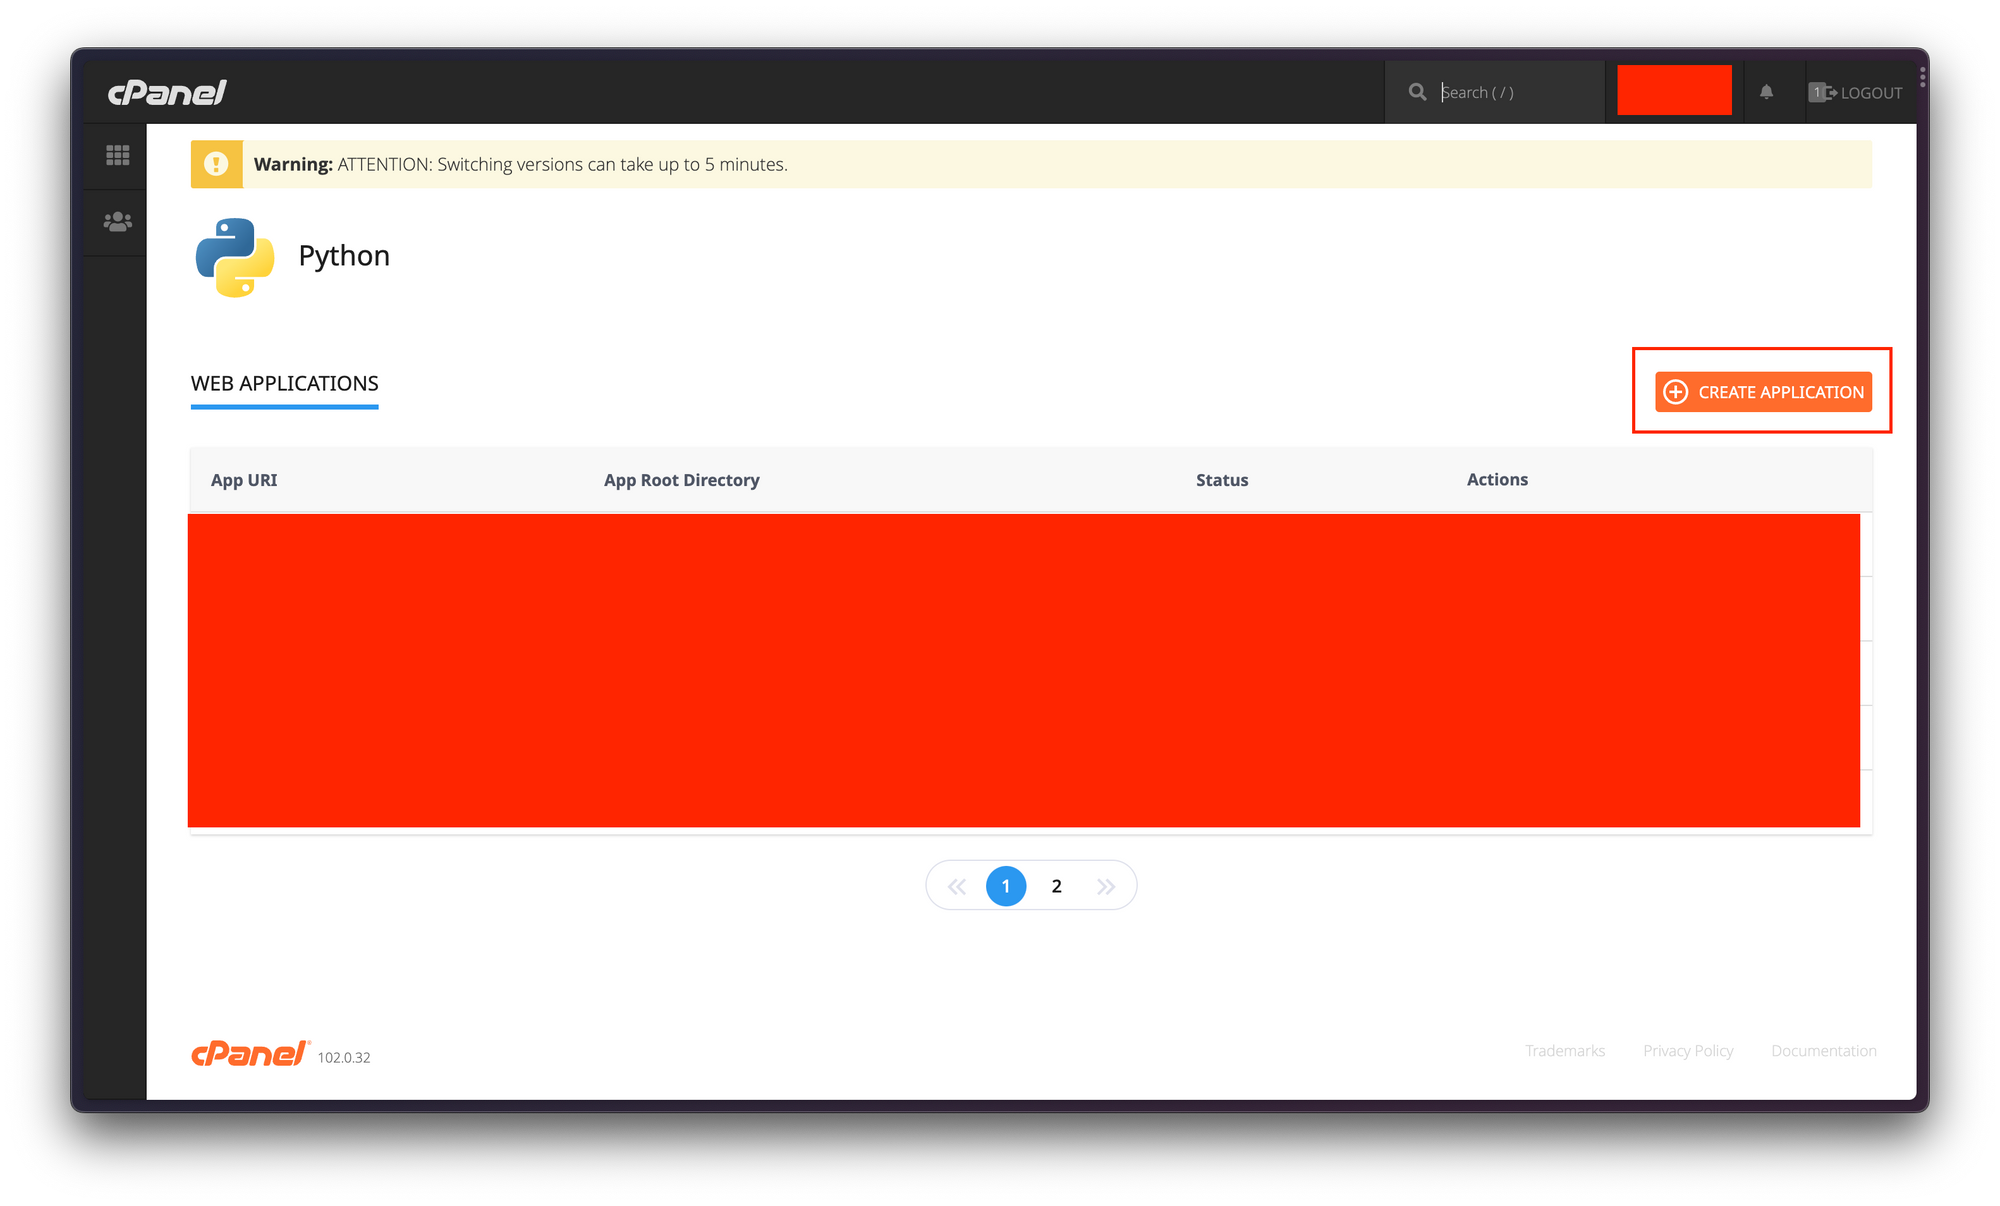 cPanel
Search ( / )
1
LOGOUT
Warning: ATTENTION: Switching versions can take up to 5 minutes.
Python
WEB APPLICATIONS
CREATE APPLICATION
App URI App Root Directory Status Actions
« 1 2 »
cPanel® 102.0.32
Trademarks Privacy Policy Documentation